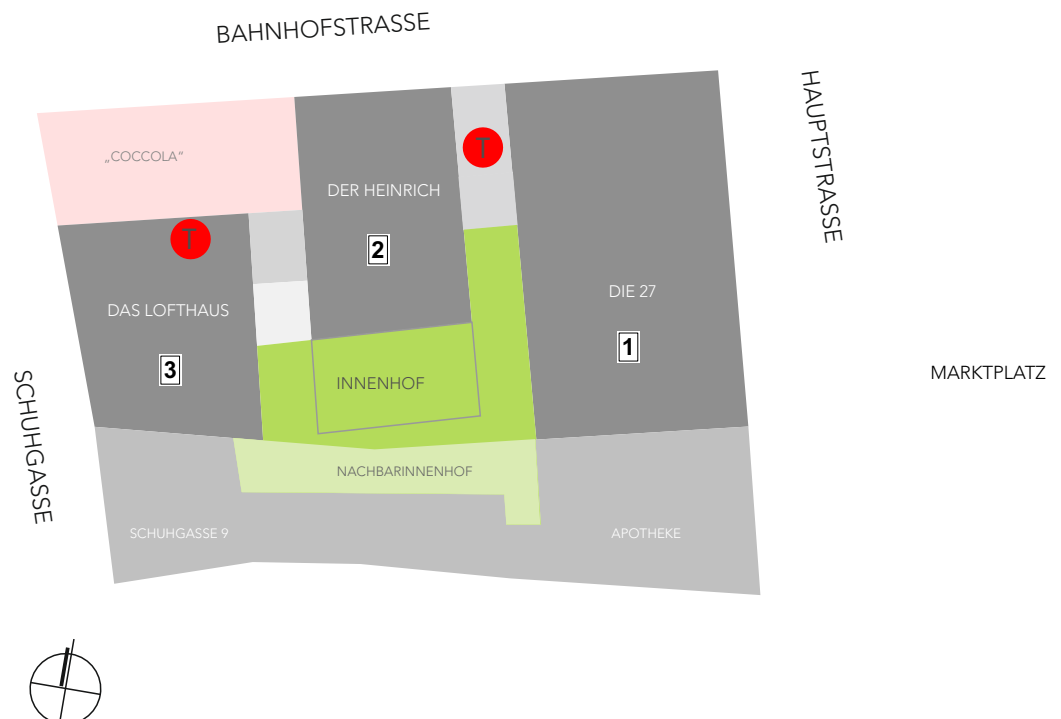 BAHNHOFSTRASSE
HAUPTSTRASSE
T
„COCCOLA"
DER HEINRICH
2
T
DIE 27
DAS LOFTHAUS
1
3
MARKTPLATZ
INNENHOF
SCHUHGASSE
NACHBARINNENHOF
SCHUHGASSE 9
APOTHEKE